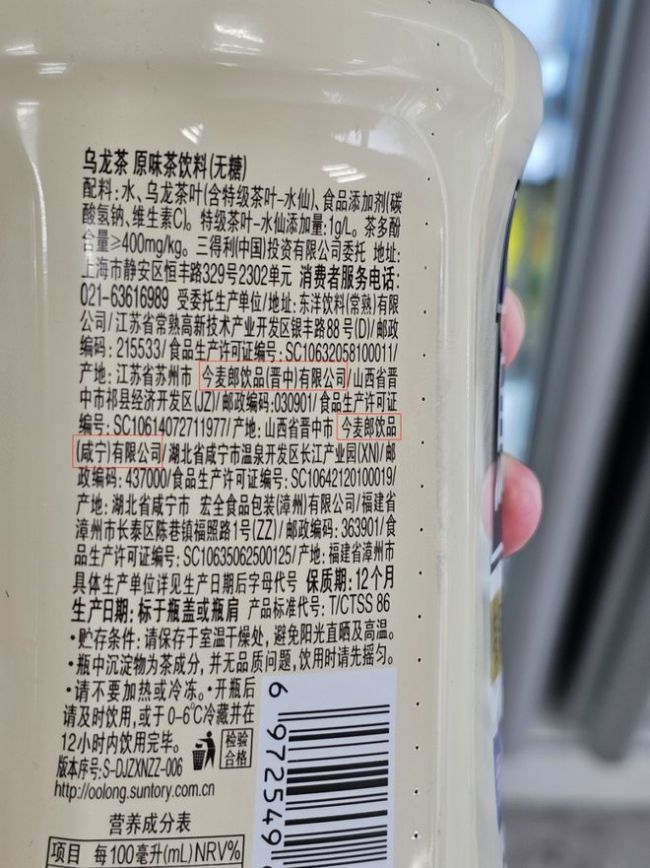 乌龙茶 原味茶饮料(无糖)
配料:水、乌龙茶叶(含特级茶叶-水仙)、食品添加剂(碳
酸氢钠、维生素C)。特级茶叶-水仙添加量:1g/L。茶多酚
含量≥400mg/kg。三得利(中国)投资有限公司委托 地址:
上海市静安区恒丰路329号2302单元 消费者服务电话:
021-63616989 受委托生产单位/地址:东洋饮料(常熟)有限
公司/江苏省常熟高新技术产业开发区银丰路88号(D)/邮政
编码:215533/食品生产许可证编号:SC10632058100011/
产地:江苏省苏州市 今麦郎饮品(晋中)有限公司/山西省晋
中市祁县经济开发区(JZ)/邮政编码:030901/食品生产许可证
编号:SC10614072711977/产地:山西省晋中市 今麦郎饮品
(咸宁)有限公司/湖北省咸宁市温泉开发区长江产业园(XN)/邮
政编码:437000/食品生产许可证编号:SC10642120100019/
产地:湖北省咸宁市 宏全食品包装(漳州)有限公司/福建省
漳州市长泰区陈巷镇福照路1号(ZZ)/邮政编码:363901/食
品生产许可证编号:SC10635062500125/产地:福建省漳州市
具体生产单位详见生产日期后字母代号 保质期:12个月
生产日期:标于瓶盖或瓶肩 产品标准代号:T/CTSS 86
·贮存条件:请保存于室温干燥处,避免阳光直晒及高温。
·瓶中沉淀物为茶成分,并无品质问题,饮用时请先摇匀。
·请不要加热或冷冻。·开瓶后
请及时饮用,或于0-6℃冷藏并在
12小时内饮用完毕。
检验
合格
版本序号:S-DJZXNZZ-006
http://oolong.suntory.com.cn
营养成分表
项目 每100毫升(mL) NRV%
6 972549